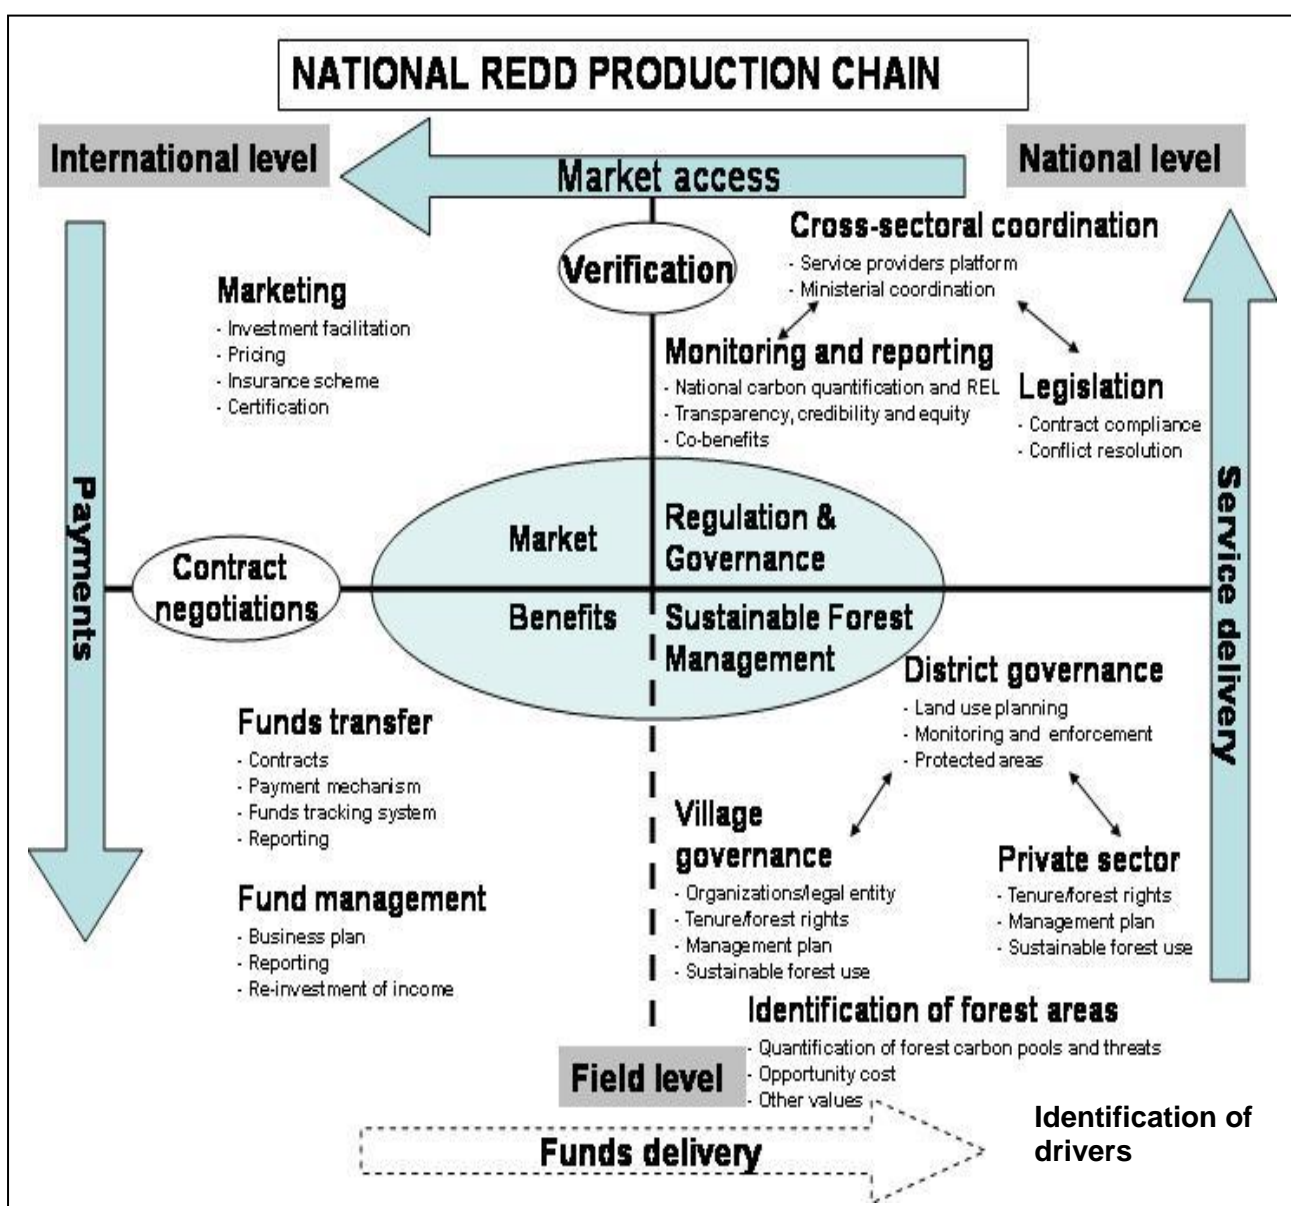 NATIONAL REDD PRODUCTION CHAIN
International level
National level
Market access
Cross-sectoral coordination
- Service providers platform
- Ministerial coordination
Verification
Marketing
- Investment facilitation
- Pricing
- Insurance scheme
- Certification
Monitoring and reporting
- National carbon quantification and REL
- Transparency, credibility and equity
- Co-benefits
Legislation
- Contract compliance
- Conflict resolution
Payments
Service delivery
Market
Regulation &
Governance
Contract
negotiations
Benefits
Sustainable Forest
Management
District governance
- Land use planning
- Monitoring and enforcement
- Protected areas
Funds transfer
- Contracts
- Payment mechanism
- Funds tracking system
- Reporting
Village
governance
- Organizations/legal entity
- Tenure/forest rights
- Management plan
- Sustainable forest use
Private sector
- Tenure/forest rights
- Management plan
- Sustainable forest use
Fund management
- Business plan
- Reporting
- Re-investment of income
Identification of forest areas
- Quantification of forest carbon pools and threats
- Opportunity cost
- Other values
Field level
Identification of
drivers
Funds delivery